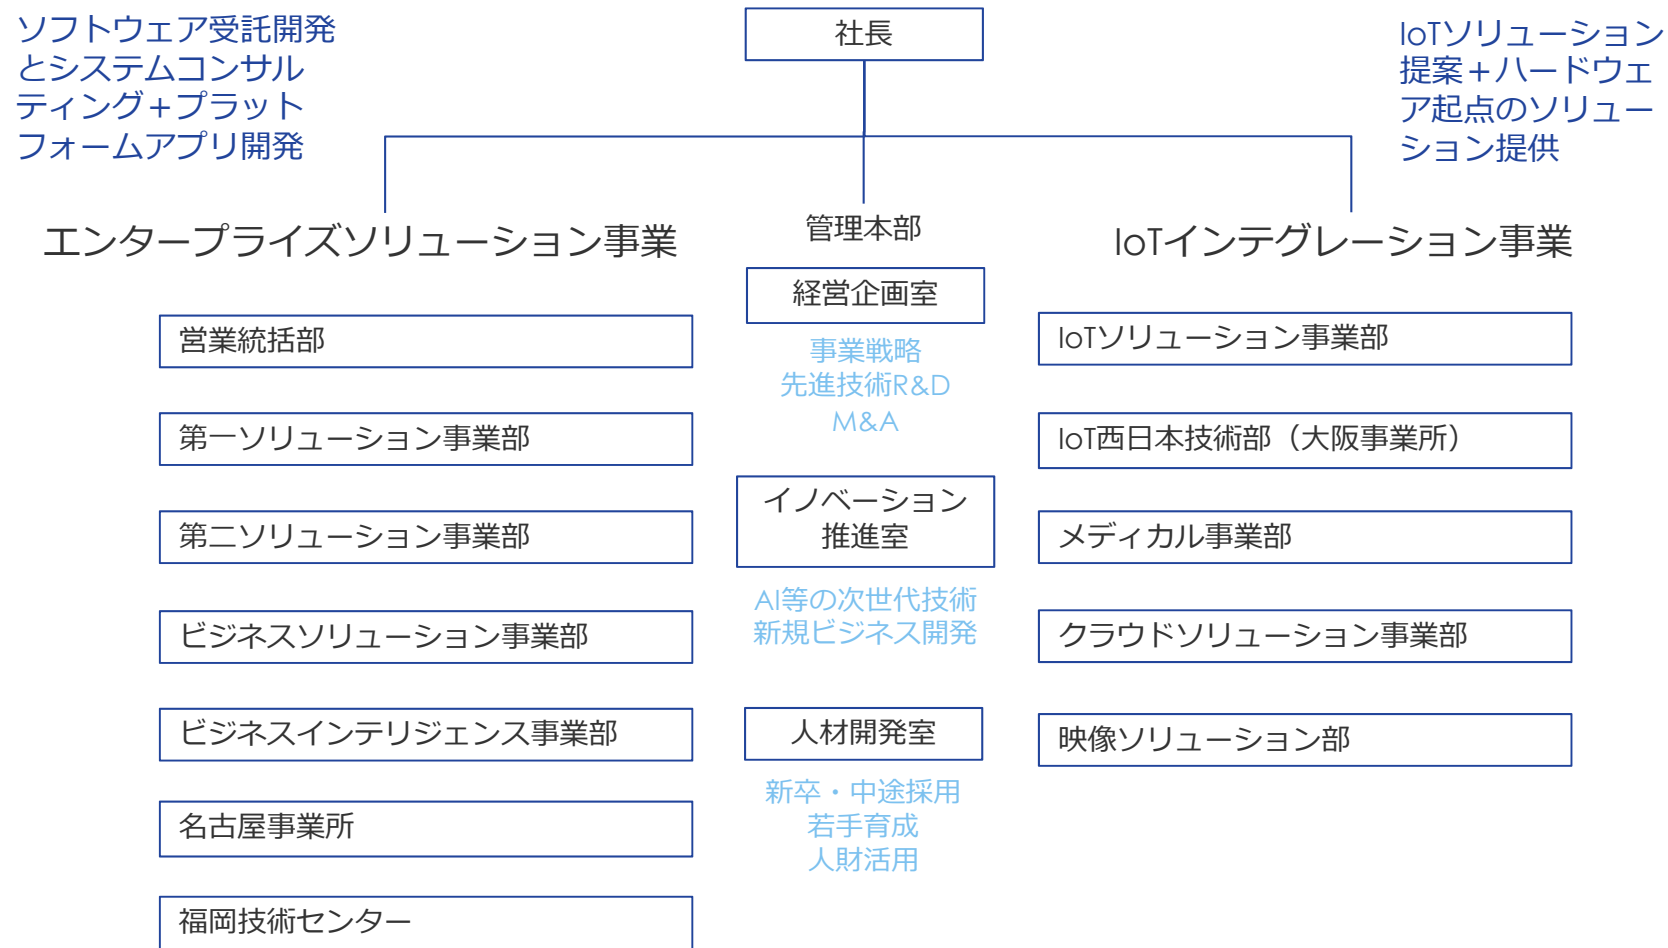 ソフトウェア受託開発
とシステムコンサル
ティング＋プラット
フォームアプリ開発
社長
IoTソリューション
提案＋ハードウェ
ア起点のソリュー
ション提供
エンタープライズソリューション事業
営業統括部
第一ソリューション事業部
第二ソリューション事業部
ビジネスソリューション事業部
ビジネスインテリジェンス事業部
名古屋事業所
福岡技術センター
管理本部
経営企画室
事業戦略
先進技術R&D
M&A
イノベーション
推進室
AI等の次世代技術
新規ビジネス開発
人材開発室
新卒・中途採用
若手育成
人財活用
IoTインテグレーション事業
IoTソリューション事業部
IoT西日本技術部（大阪事業所）
メディカル事業部
クラウドソリューション事業部
映像ソリューション部